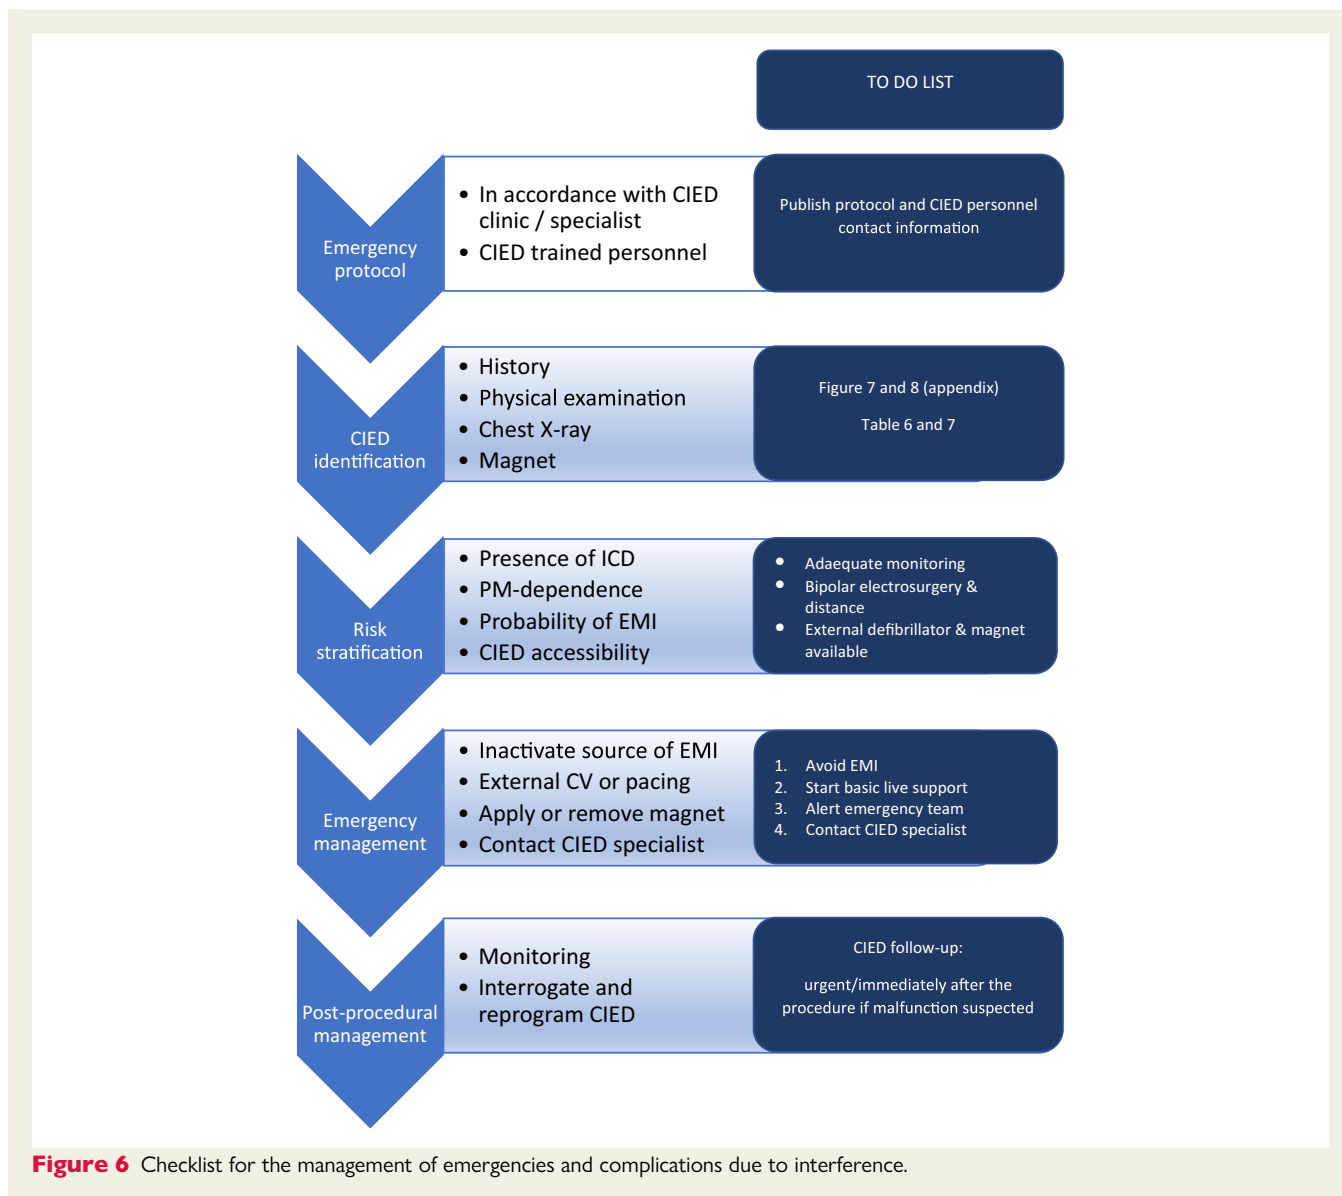 TO DO LIST
Emergency
protocol
• In accordance with CIED
clinic / specialist
• CIED trained personnel
Publish protocol and CIED personnel
contact information
CIED
identification
• History
• Physical examination
• Chest X-ray
• Magnet
Figure 7 and 8 (appendix)
Table 6 and 7
Risk
stratification
• Presence of ICD
• PM-dependence
• Probability of EMI
• CIED accessibility
• Adaequate monitoring
• Bipolar electrosurgery &
distance
• External defibrillator & magnet
available
Emergency
management
• Inactivate source of EMI
• External CV or pacing
• Apply or remove magnet
• Contact CIED specialist
1. Avoid EMI
2. Start basic live support
3. Alert emergency team
4. Contact CIED specialist
Post-procedural
management
• Monitoring
• Interrogate and
reprogram CIED
CIED follow-up:
urgent/immediately after the
procedure if malfunction suspected
Figure 6 Checklist for the management of emergencies and complications due to interference.